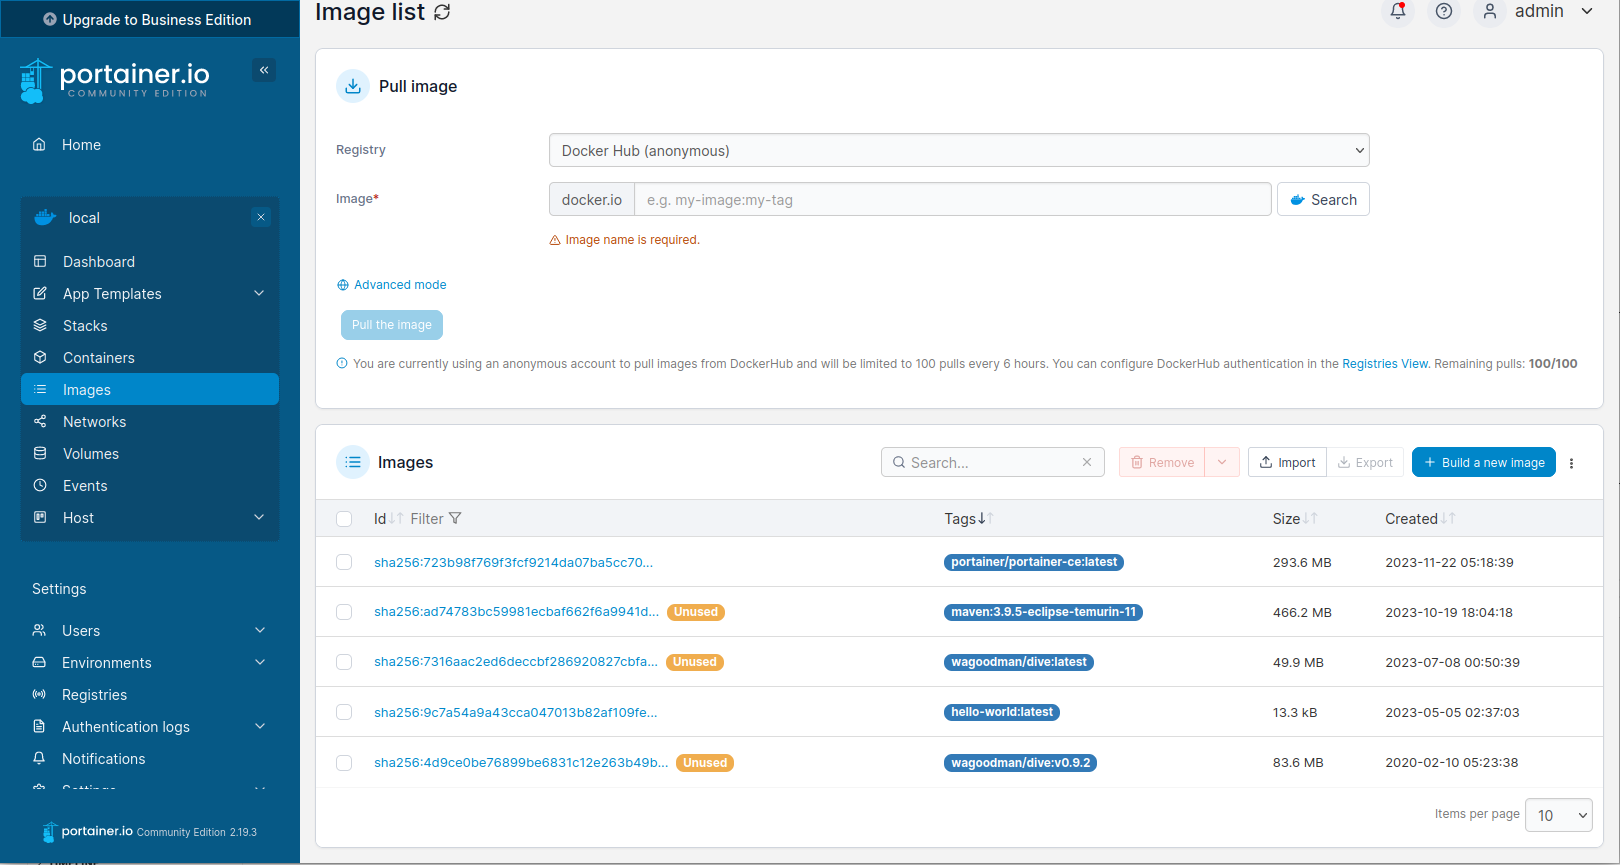 Upgrade to Business Edition
portainer.io
COMMUNITY EDITION
Home
local
Dashboard
App Templates
Stacks
Containers
Images
Networks
Volumes
Events
Host
Settings
Users
Environments
Registries
Authentication logs
Notifications
Settings
portainer.io Community Edition 2.19.3
Image list
admin
Pull image
Registry
Docker Hub (anonymous)
Image*
docker.io
e.g. my-image:my-tag
Search
Image name is required.
Advanced mode
Pull the image
You are currently using an anonymous account to pull images from DockerHub and will be limited to 100 pulls every 6 hours. You can configure DockerHub authentication in the Registries View. Remaining pulls: 100/100
Images
Search...
Remove
Import
Export
Build a new image
Id Filter Tags Size Created
sha256:723b98f769f3fcf9214da07ba5cc70... portainer/portainer-ce:latest 293.6 MB 2023-11-22 05:18:39
sha256:ad74783bc59981ecbaf662f6a9941d... Unused maven:3.9.5-eclipse-temurin-11 466.2 MB 2023-10-19 18:04:18
sha256:7316aac2ed6deccbf286920827cbfa... Unused wagoodman/dive:latest 49.9 MB 2023-07-08 00:50:39
sha256:9c7a54a9a43cca047013b82af109fe... hello-world:latest 13.3 kB 2023-05-05 02:37:03
sha256:4d9ce0be76899be6831c12e263b49b... Unused wagoodman/dive:v0.9.2 83.6 MB 2020-02-10 05:23:38
Items per page 10